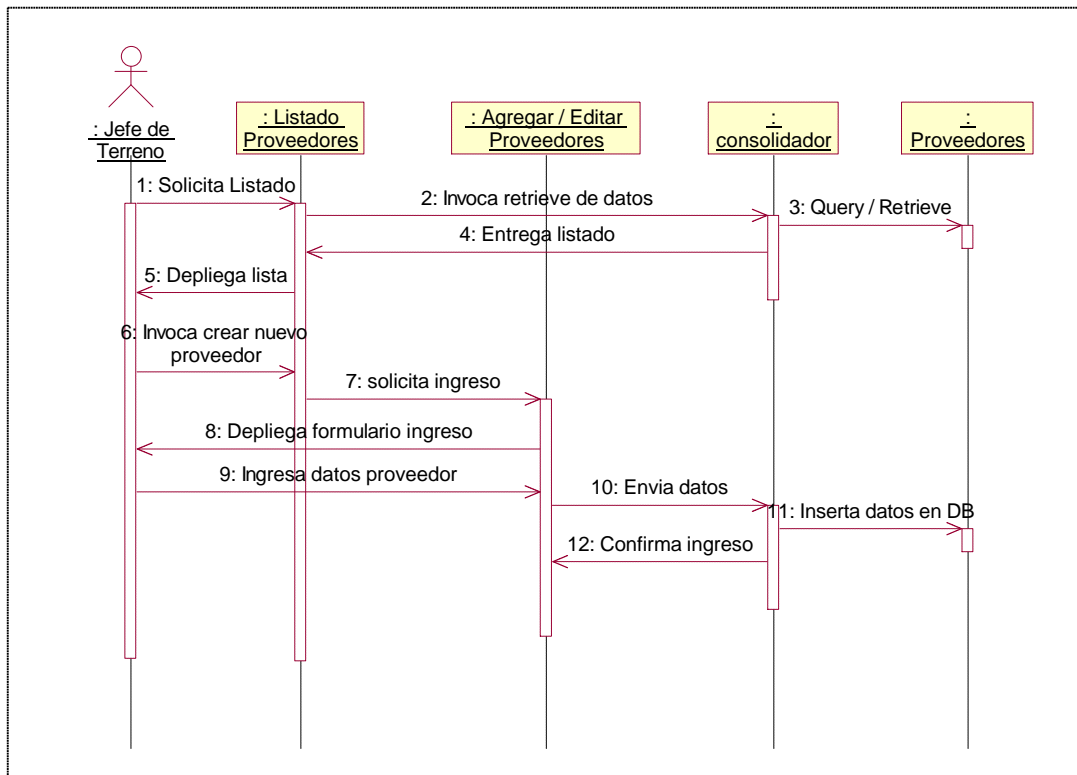 : Jefe de
Terreno
: Listado
Proveedores
: Agregar / Editar
Proveedores
:
consolidador
:
Proveedores
1: Solicita Listado
2: Invoca retrieve de datos
3: Query / Retrieve
4: Entrega listado
5: Depliega lista
6: Invoca crear nuevo
proveedor
7: solicita ingreso
8: Depliega formulario ingreso
9: Ingresa datos proveedor
10: Envia datos
11: Inserta datos en DB
12: Confirma ingreso